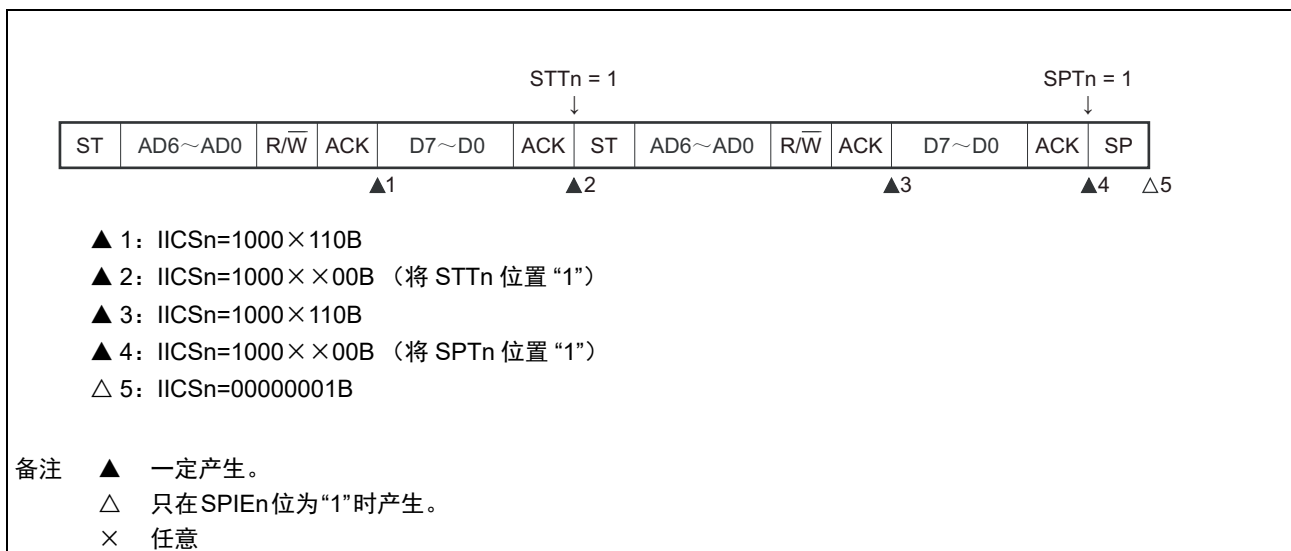 STTn = 1 SPTn = 1
↓ ↓
ST AD6～AD0 R/W̅ ACK D7～D0 ACK ST AD6～AD0 R/W̅ ACK D7～D0 ACK SP
▲1 ▲2 ▲3 ▲4 △5
▲ 1：IICSn=1000×110B
▲ 2：IICSn=1000××00B （将 STTn 位置 “1”）
▲ 3：IICSn=1000×110B
▲ 4：IICSn=1000××00B （将 SPTn 位置 “1”）
△ 5：IICSn=00000001B
备注 ▲ 一定产生。
△ 只在SPIEn位为“1”时产生。
× 任意